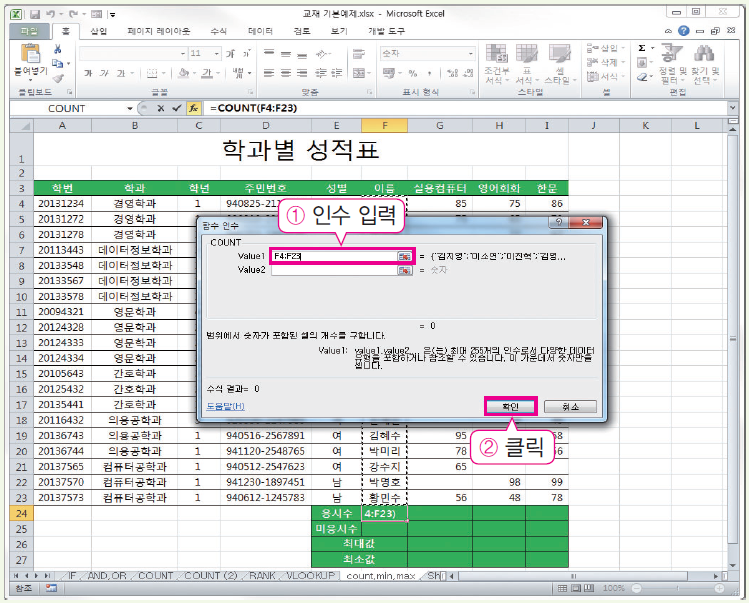 교재 기본예제.xlsx - Microsoft Excel
파일 홈 삽입 페이지 레이아웃 수식 데이터 검토 보기 개발 도구
붙여넣기 가 가 가 11 숫자 조건부 서식 표 서식 셀 스타일 삽입 삭제 서식 정렬 및 필터 찾기 및 선택
클립보드 글꼴 맞춤 표시 형식 스타일 셀 편집
COUNT =COUNT(F4:F23)
A B C D E F G H I J K L
1 학과별 성적표
2
3 학번 학과 학년 주민번호 성별 이름 실용컴퓨터 영어회화 한문
4 20131234 경영학과 1 940825-21 85 75 86
5 20131272 경영학과
6 20131278 경영학과
① 인수 입력
7 20113443 데이터정보학과
8 20133548 데이터정보학과
9 20133567 데이터정보학과
10 20133578 데이터정보학과
11 20094321 영문학과
12 20124328 영문학과
13 20124333 영문학과
14 20124334 영문학과
15 20105643 간호학과
16 20125432 간호학과
17 20135441 간호학과
18 20116432 의용공학과
함수 인수
COUNT
Value1 F4:F23 = {"김지영";"이소연";"이진혁";"김영...
Value2 = 숫자
= 0
범위에서 숫자가 포함된 셀의 개수를 구합니다.
Value1: value1,value2,... 은(는) 최대 255개의 인수로서 다양한 데이터
유형을 포함하거나 참조할 수 있습니다. 이 가운데서 숫자만을
셉니다.
수식 결과= 0
도움말(H) 확인 취소
② 클릭
19 20136743 의용공학과 1 940516-2567891 여 김혜수 95 58
20 20136744 의용공학과 1 941120-2548765 여 박미리 78
21 20137565 컴퓨터공학과 1 940512-2547623 여 강수지 65
22 20137570 컴퓨터공학과 1 941230-1897451 남 박명호 98 99
23 20137573 컴퓨터공학과 1 940612-1245783 남 황민수 56 48 78
24 응시수 4:F23)
25 미응시수
26 최대값
27 최소값
IF AND,OR COUNT COUNT (2) RANK VLOOKUP count,min,max Sh
참조 100%